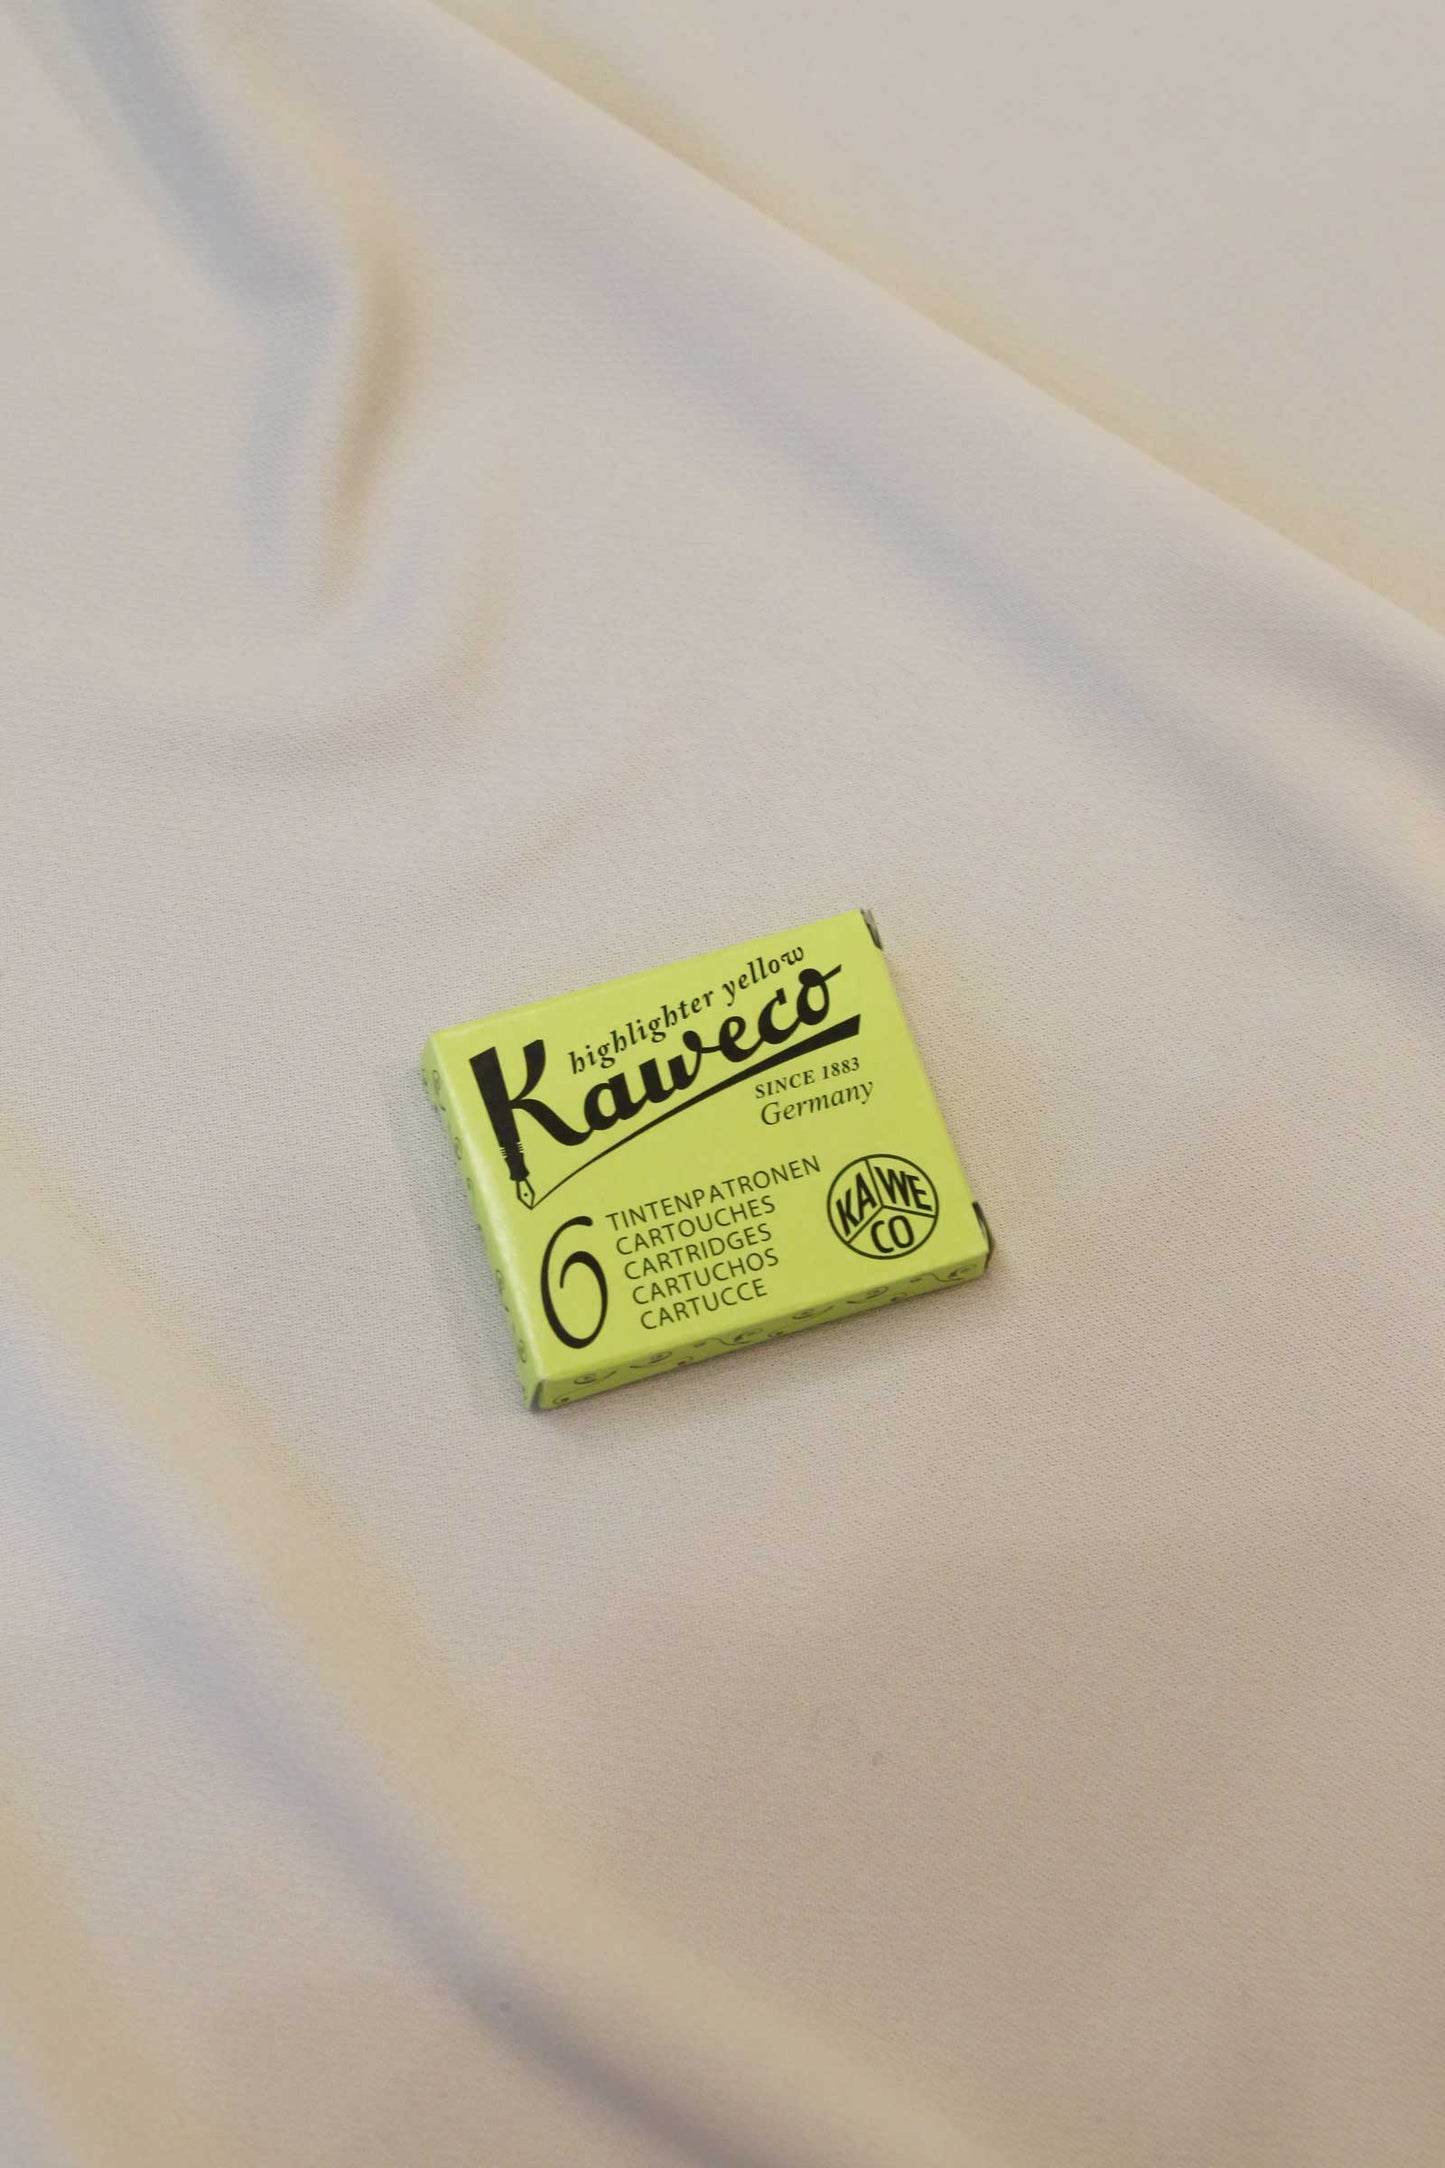 highlighter yellow
Kaweco
SINCE 1883
Germany
6
TINTENPATRONEN
CARTOUCHES
CARTRIDGES
CARTUCHOS
CARTUCCE
KA WE
CO